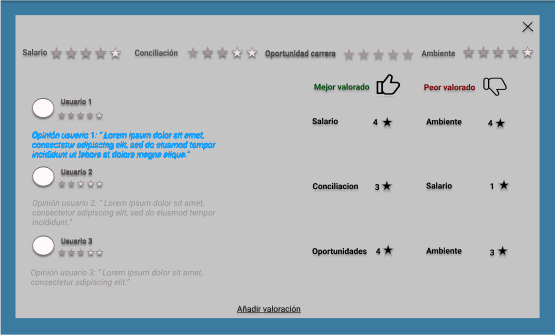 Salario Conciliación Oportunidad carrera Ambiente
Mejor valorado Peor valorado
Usuario 1
Salario 4 Ambiente 4
Opinión usuario 1: " Lorem ipsum dolor sit amet,
consectetur adipiscing elit, sed do eiusmod tempor
incididunt ut labore et dolore magna aliqua."
Usuario 2
Conciliacion 3 Salario 1
Opinión usuario 2: " Lorem ipsum dolor sit amet,
consectetur adipiscing elit, sed do eiusmod tempor
incididunt."
Usuario 3
Oportunidades 4 Ambiente 3
Opinión usuario 3: " Lorem ipsum dolor sit amet,
consectetur adipiscing elit."
Añadir valoración